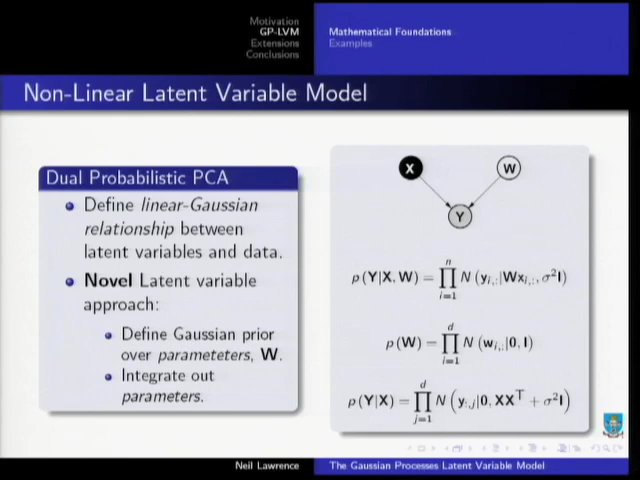 Motivation
GP-LVM
Extensions
Conclusions
Mathematical Foundations
Examples
Non-Linear Latent Variable Model
Dual Probabilistic PCA
Define linear-Gaussian
relationship between
latent variables and data.
Novel Latent variable
approach:
Define Gaussian prior
over parameteters, W.
Integrate out
parameters.
X
W
Y
p (Y|X, W) = ∏_{i=1}^{n} N (y_{i,:}|Wx_{i,:}, σ²I)
p (W) = ∏_{i=1}^{d} N (w_{i,:}|0, I)
p (Y|X) = ∏_{j=1}^{d} N (y_{:,j}|0, XX^⊤ + σ²I)
Neil Lawrence
The Gaussian Processes Latent Variable Model